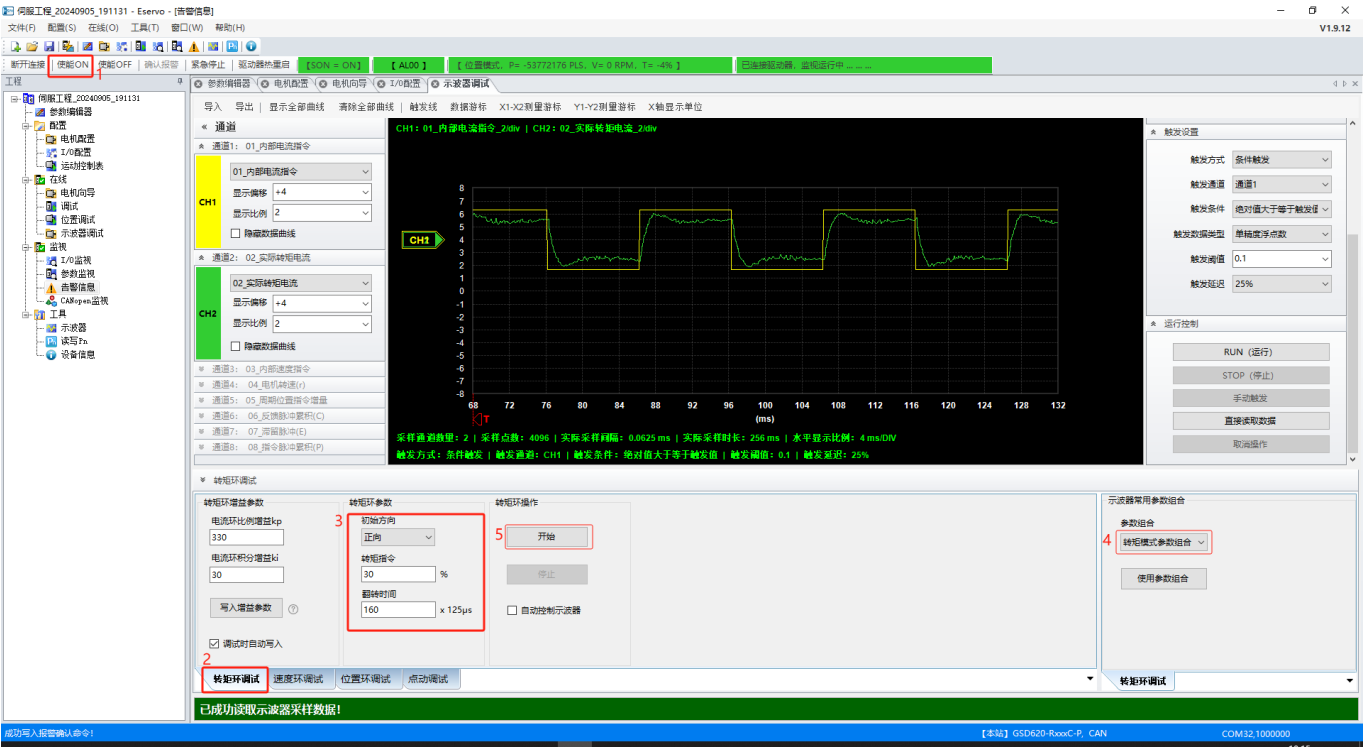 伺服工程_20240905_191131 - Eservo - [告警信息]
文件(F) 配置(S) 在线(O) 工具(T) 窗口(W) 帮助(H)
V1.9.12
断开连接 使能ON 使能OFF 确认报警 紧急停止 驱动器热重启 [SON = ON] [ AL00 ] [ 位置模式, P= -53772176 PLS, V= 0 RPM, T= -4% ] 已连接驱动器, 监视运行中 ... ... ...
1
工程
伺服工程_20240905_191131
参数编辑器
配置
电机配置
I/O配置
运动控制表
在线
电机向导
调试
位置调试
示波器调试
监视
I/O监视
参数监视
告警信息
CANopen监视
工具
示波器
读写Pn
设备信息
参数编辑器 电机配置 电机向导 I/O配置 示波器调试
导入 导出 显示全部曲线 清除全部曲线 触发线 数据游标 X1-X2测量游标 Y1-Y2测量游标 X轴显示单位
« 通道
通道1: 01_内部电流指令
CH1
01_内部电流指令
显示偏移 +4
显示比例 2
隐藏数据曲线
通道2: 02_实际转矩电流
CH2
02_实际转矩电流
显示偏移 +4
显示比例 2
隐藏数据曲线
通道3: 03_内部速度指令
通道4: 04_电机转速(r)
通道5: 05_周期位置指令增量
通道6: 06_反馈脉冲累积(C)
通道7: 07_滞留脉冲(E)
通道8: 08_指令脉冲累积(P)
CH1: 01_内部电流指令_2/div | CH2: 02_实际转矩电流_2/div
8
7
6
5
4
3
2
1
0
-1
-2
-3
-4
-5
-6
-7
-8
68 72 76 80 84 88 92 96 100 104 108 112 116 120 124 128 132
T
(ms)
采样通道数量: 2 | 采样点数: 4096 | 实际采样间隔: 0.0625 ms | 实际采样时长: 256 ms | 水平显示比例: 4 ms/DIV
触发方式: 条件触发 | 触发通道: CH1 | 触发条件: 绝对值大于等于触发值 | 触发阈值: 0.1 | 触发延迟: 25%
触发设置
触发方式 条件触发
触发通道 通道1
触发条件 绝对值大于等于触发值
触发数据类型 单精度浮点数
触发阈值 0.1
触发延迟 25%
运行控制
RUN (运行)
STOP (停止)
手动触发
直接读取数据
取消操作
转矩环调试
转矩环增益参数
电流环比例增益kp
330
电流环积分增益ki
30
写入增益参数 ?
调试时自动写入
转矩环参数
3
初始方向
正向
转矩指令
30 %
翻转时间
160 x 125μs
转矩环操作
5
开始
停止
自动控制示波器
示波器常用参数组合
参数组合
4
转矩模式参数组合
使用参数组合
2
转矩环调试 速度环调试 位置环调试 点动调试
转矩环调试
已成功读取示波器采样数据!
成功写入报警确认命令! 【本站】GSD620-RxxxC-P, CAN COM32,1000000